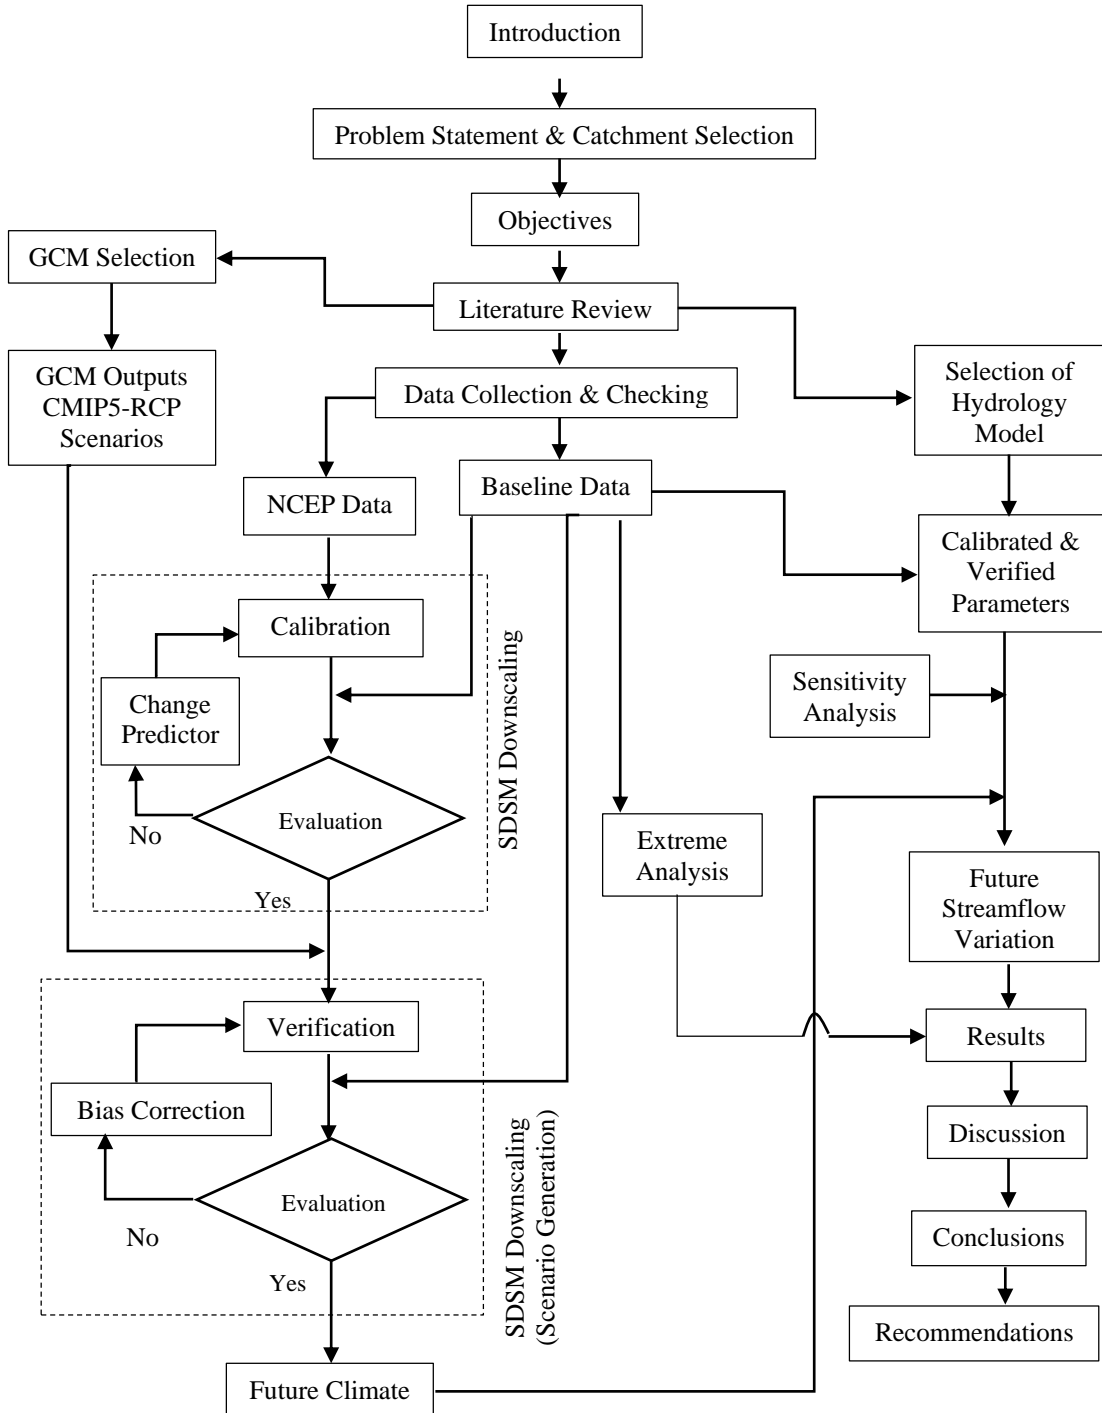 Introduction
Problem Statement & Catchment Selection
Objectives
GCM Selection
Literature Review
GCM Outputs
CMIP5-RCP
Scenarios
Data Collection & Checking
Selection of
Hydrology
Model
NCEP Data
Baseline Data
Calibrated &
Verified
Parameters
Calibration
SDSM Downscaling
Change
Predictor
Sensitivity
Analysis
Evaluation
No
Yes
Extreme
Analysis
Future
Streamflow
Variation
Verification
Results
Bias Correction
SDSM Downscaling
(Scenario Generation)
Discussion
Evaluation
No
Yes
Conclusions
Recommendations
Future Climate